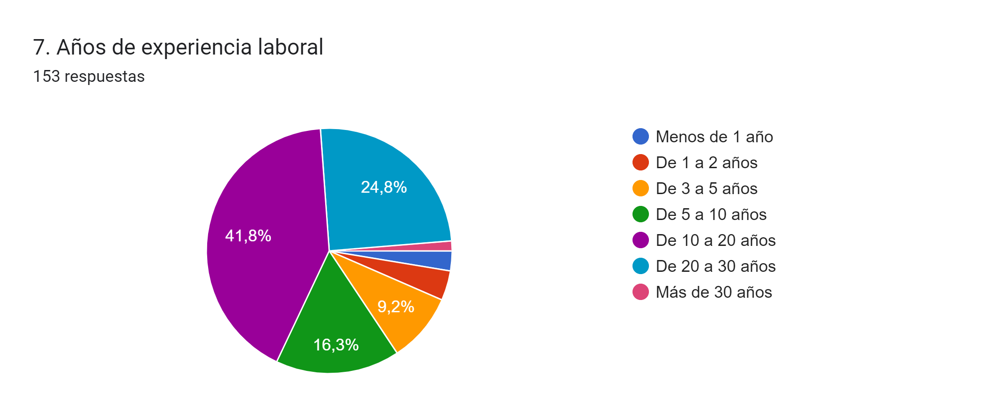 7. Años de experiencia laboral
153 respuestas
24,8%
41,8%
9,2%
16,3%
Menos de 1 año
De 1 a 2 años
De 3 a 5 años
De 5 a 10 años
De 10 a 20 años
De 20 a 30 años
Más de 30 años